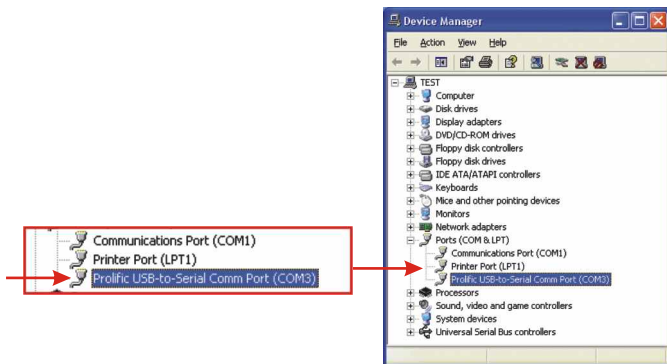 Device Manager
File Action View Help
TEST
Computer
Disk drives
Display adapters
DVD/CD-ROM drives
Floppy disk controllers
Floppy disk drives
IDE ATA/ATAPI controllers
Keyboards
Mice and other pointing devices
Monitors
Network adapters
Ports (COM & LPT)
Communications Port (COM1)
Printer Port (LPT1)
Prolific USB-to-Serial Comm Port (COM3)
Processors
Sound, video and game controllers
System devices
Universal Serial Bus controllers
Communications Port (COM1)
Printer Port (LPT1)
Prolific USB-to-Serial Comm Port (COM3)